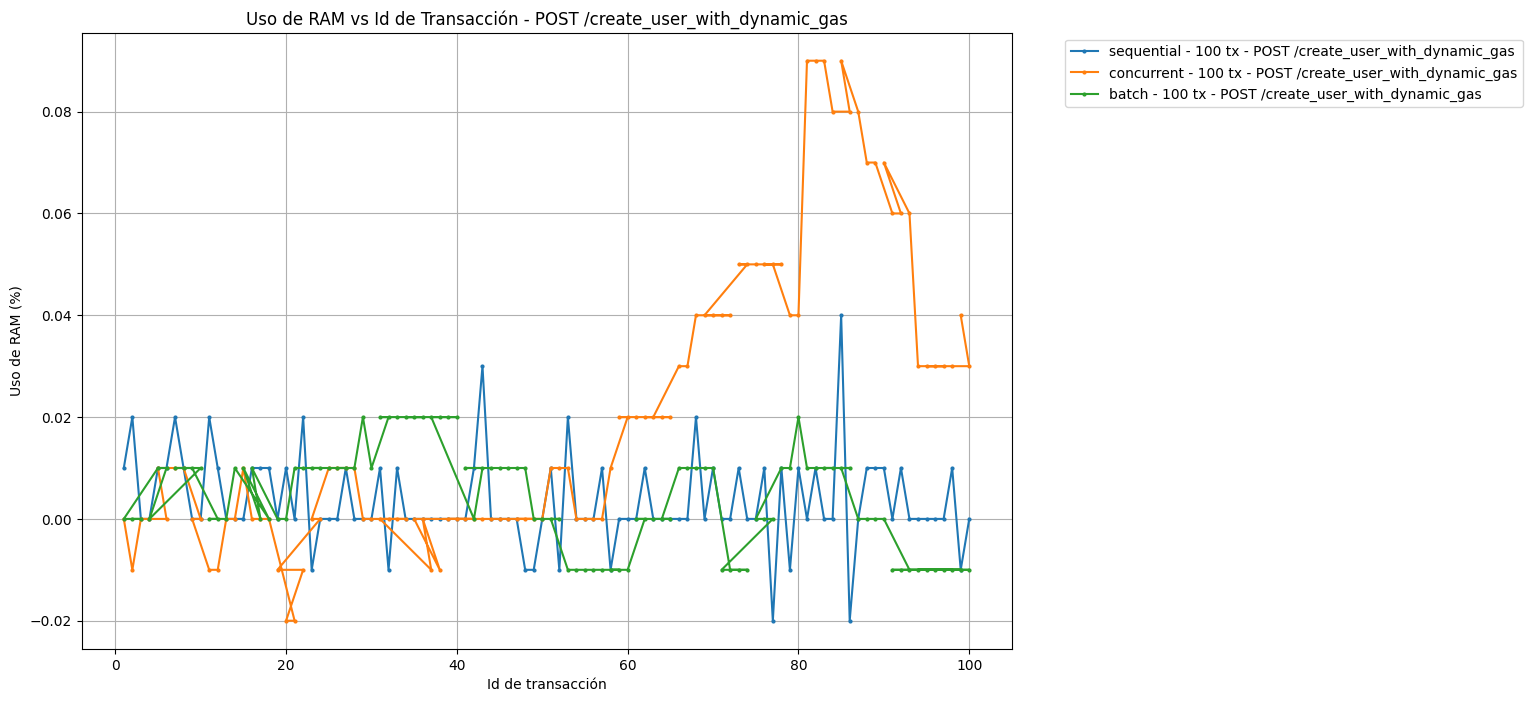 Uso de RAM vs Id de Transacción - POST /create_user_with_dynamic_gas
sequential - 100 tx - POST /create_user_with_dynamic_gas
concurrent - 100 tx - POST /create_user_with_dynamic_gas
batch - 100 tx - POST /create_user_with_dynamic_gas
Uso de RAM (%)
0.08
0.06
0.04
0.02
0.00
−0.02
0 20 40 60 80 100
Id de transacción